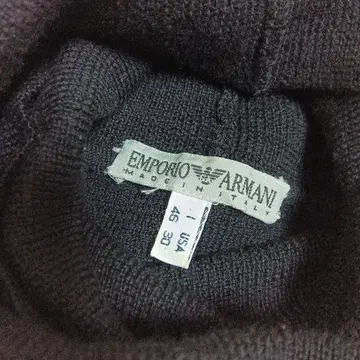 EMPORIO ARMANI
MADE IN ITALY
I USA
46 30